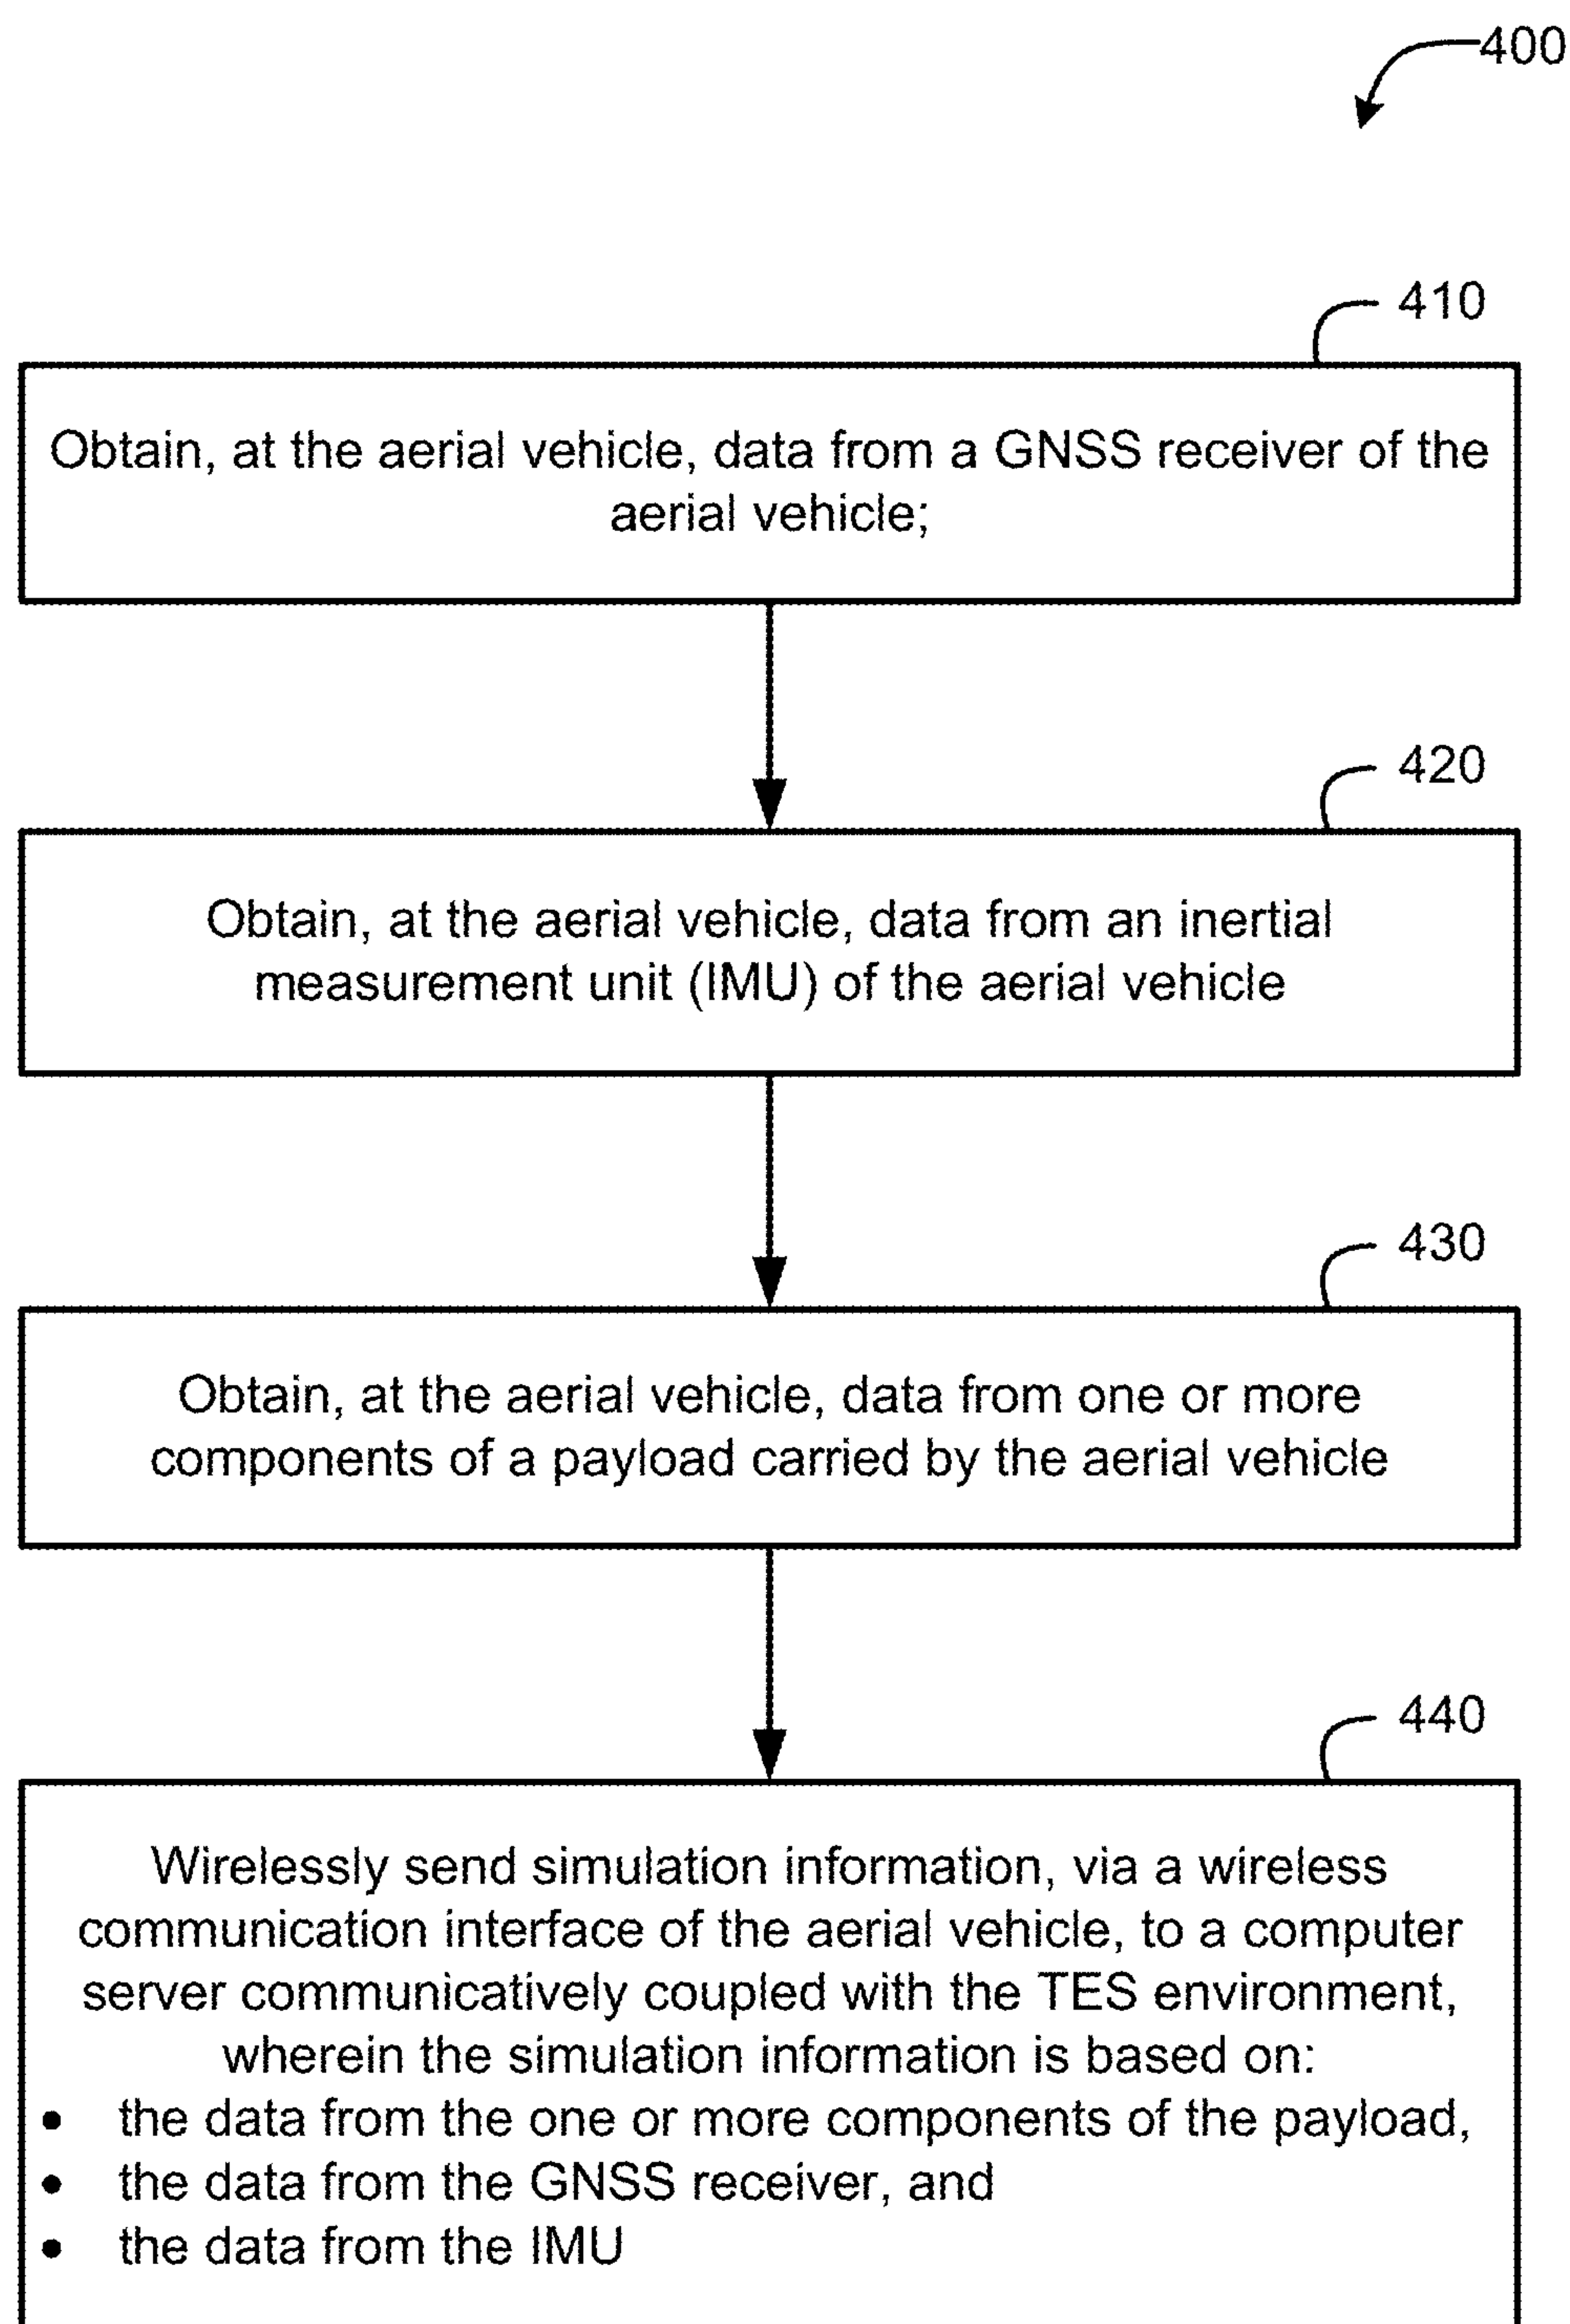 400
410
Obtain, at the aerial vehicle, data from a GNSS receiver of the
aerial vehicle;
420
Obtain, at the aerial vehicle, data from an inertial
measurement unit (IMU) of the aerial vehicle
430
Obtain, at the aerial vehicle, data from one or more
components of a payload carried by the aerial vehicle
440
Wirelessly send simulation information, via a wireless
communication interface of the aerial vehicle, to a computer
server communicatively coupled with the TES environment,
wherein the simulation information is based on:
• the data from the one or more components of the payload,
• the data from the GNSS receiver, and
• the data from the IMU